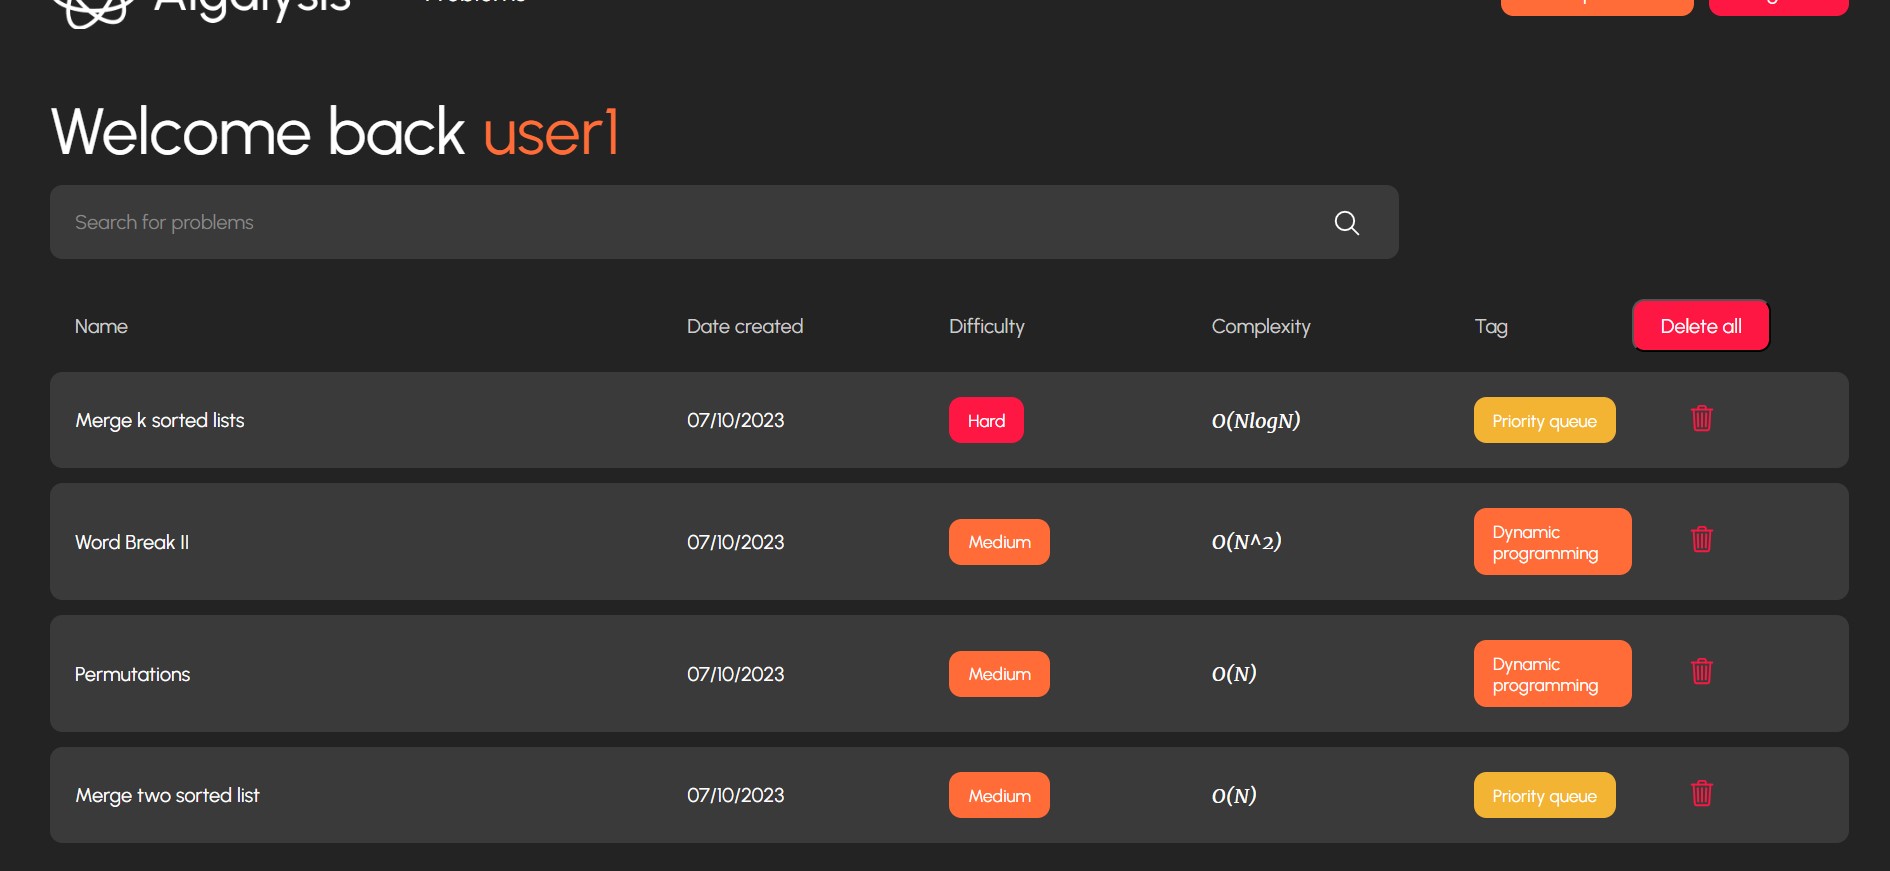 Algalysis Problems
Welcome back user1
Search for problems
Name Date created Difficulty Complexity Tag Delete all
Merge k sorted lists 07/10/2023 Hard O(NlogN) Priority queue
Word Break II 07/10/2023 Medium O(N^2) Dynamic
programming
Permutations 07/10/2023 Medium O(N) Dynamic
programming
Merge two sorted list 07/10/2023 Medium O(N) Priority queue